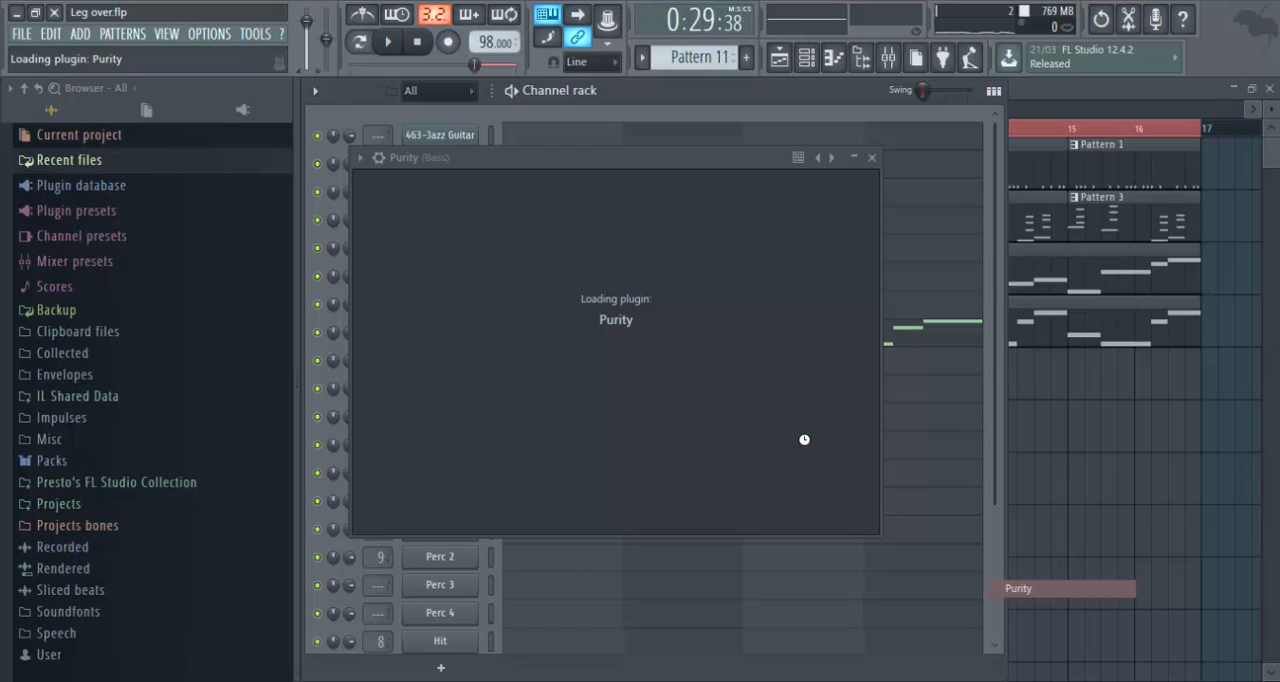 Leg over.flp
FILE EDIT ADD PATTERNS VIEW OPTIONS TOOLS ?
Loading plugin: Purity
3.2.
98.000
Line
0:29:38
M:S:CS
Pattern 11
+
2
769 MB
0
?
21/03 FL Studio 12.4.2
Released
Browser - All
Current project
Recent files
Plugin database
Plugin presets
Channel presets
Mixer presets
Scores
Backup
Clipboard files
Collected
Envelopes
IL Shared Data
Impulses
Misc
Packs
Presto's FL Studio Collection
Projects
Projects bones
Recorded
Rendered
Sliced beats
Soundfonts
Speech
User
All
Channel rack
Swing
--- 463-Jazz Guitar
Purity (Bass)
Loading plugin:
Purity
9 Perc 2
--- Perc 3
--- Perc 4
8 Hit
+
15 16 17
Pattern 1
Pattern 3
Purity